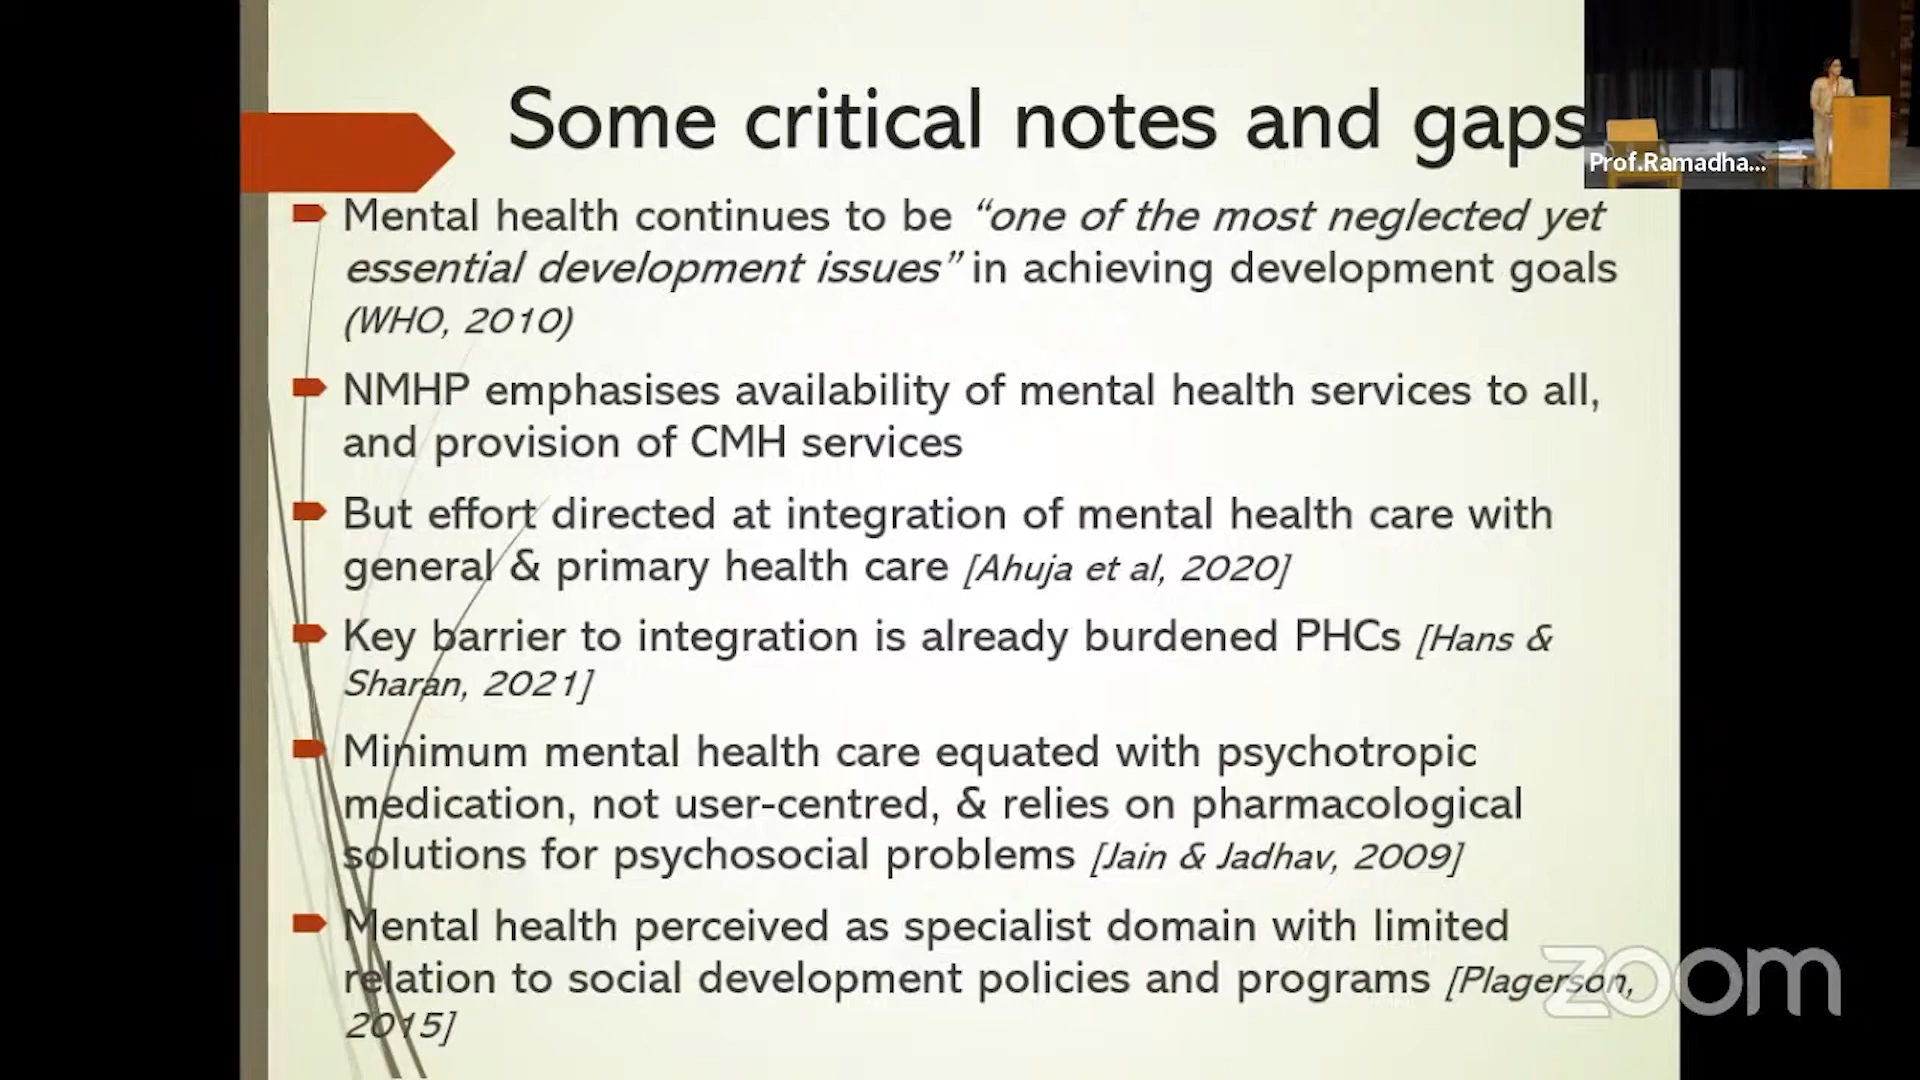 Some critical notes and gaps
Prof.Ramadha...
Mental health continues to be “one of the most neglected yet
essential development issues” in achieving development goals
(WHO, 2010)
NMHP emphasises availability of mental health services to all,
and provision of CMH services
But effort directed at integration of mental health care with
general & primary health care [Ahuja et al, 2020]
Key barrier to integration is already burdened PHCs [Hans &
Sharan, 2021]
Minimum mental health care equated with psychotropic
medication, not user-centred, & relies on pharmacological
solutions for psychosocial problems [Jain & Jadhav, 2009]
Mental health perceived as specialist domain with limited
relation to social development policies and programs [Plagerson,
2015]
zoom